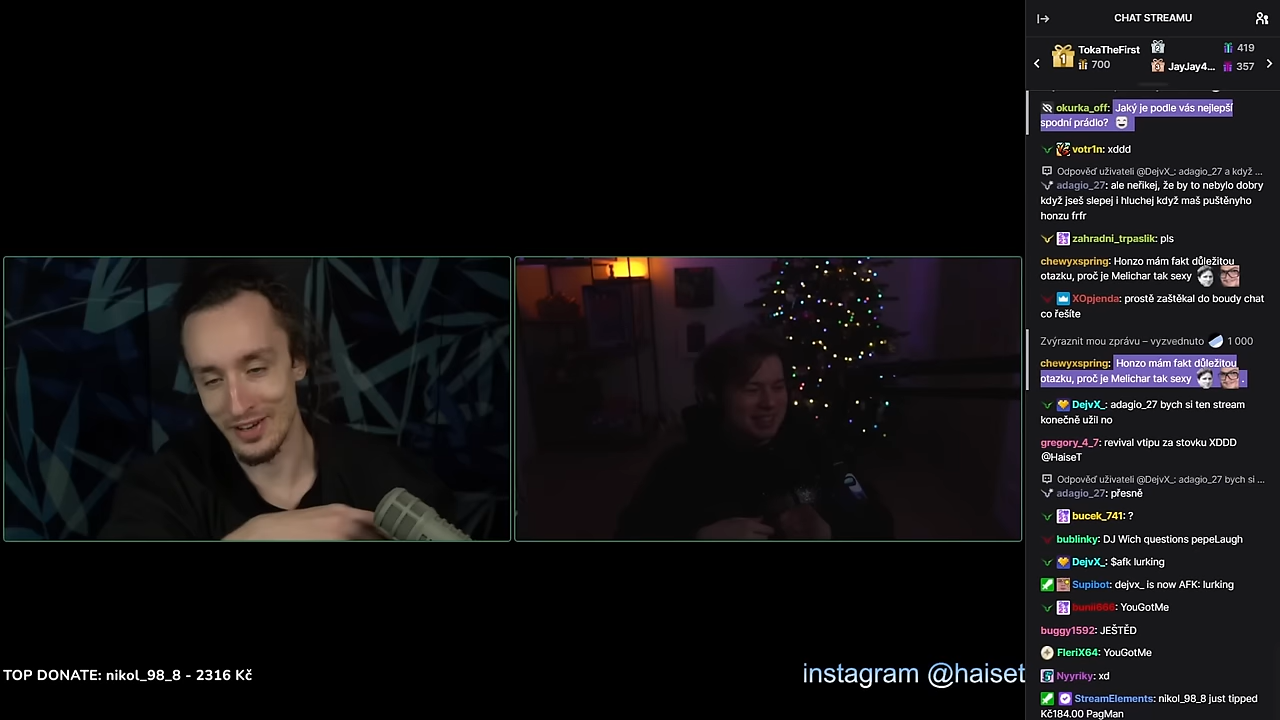 CHAT STREAMU
TokaTheFirst
700
419
JayJay4...
357
okurka_off: Jaký je podle vás nejlepší
spodní prádlo?
votr1n: xddd
Odpověď uživateli @DejvX_: adagio_27 a když ...
adagio_27: ale neřikej, že by to nebylo dobry
když jseš slepej i hluchej když maš puštěnyho
honzu frfr
zahradni_trpaslik: pls
chewyxspring: Honzo mám fakt důležitou
otazku, proč je Melichar tak sexy
XOpjenda: prostě zaštěkal do boudy chat
co řešíte
Zvýraznit mou zprávu – vyzvednuto 1 000
chewyxspring: Honzo mám fakt důležitou
otazku, proč je Melichar tak sexy .
DejvX_: adagio_27 bych si ten stream
konečně užil no
gregory_4_7: revival vtipu za stovku XDDD
@HaiseT
Odpověď uživateli @DejvX_: adagio_27 bych si ...
adagio_27: přesně
bucek_741: ?
bublinky: DJ Wich questions pepeLaugh
DejvX_: $afk lurking
Supibot: dejvx_ is now AFK: lurking
bunii666: YouGotMe
buggy1592: JEŠTĚD
FleriX64: YouGotMe
Nyyriky: xd
StreamElements: nikol_98_8 just tipped
Kč184.00 PagMan
TOP DONATE: nikol_98_8 - 2316 Kč
instagram @haiset